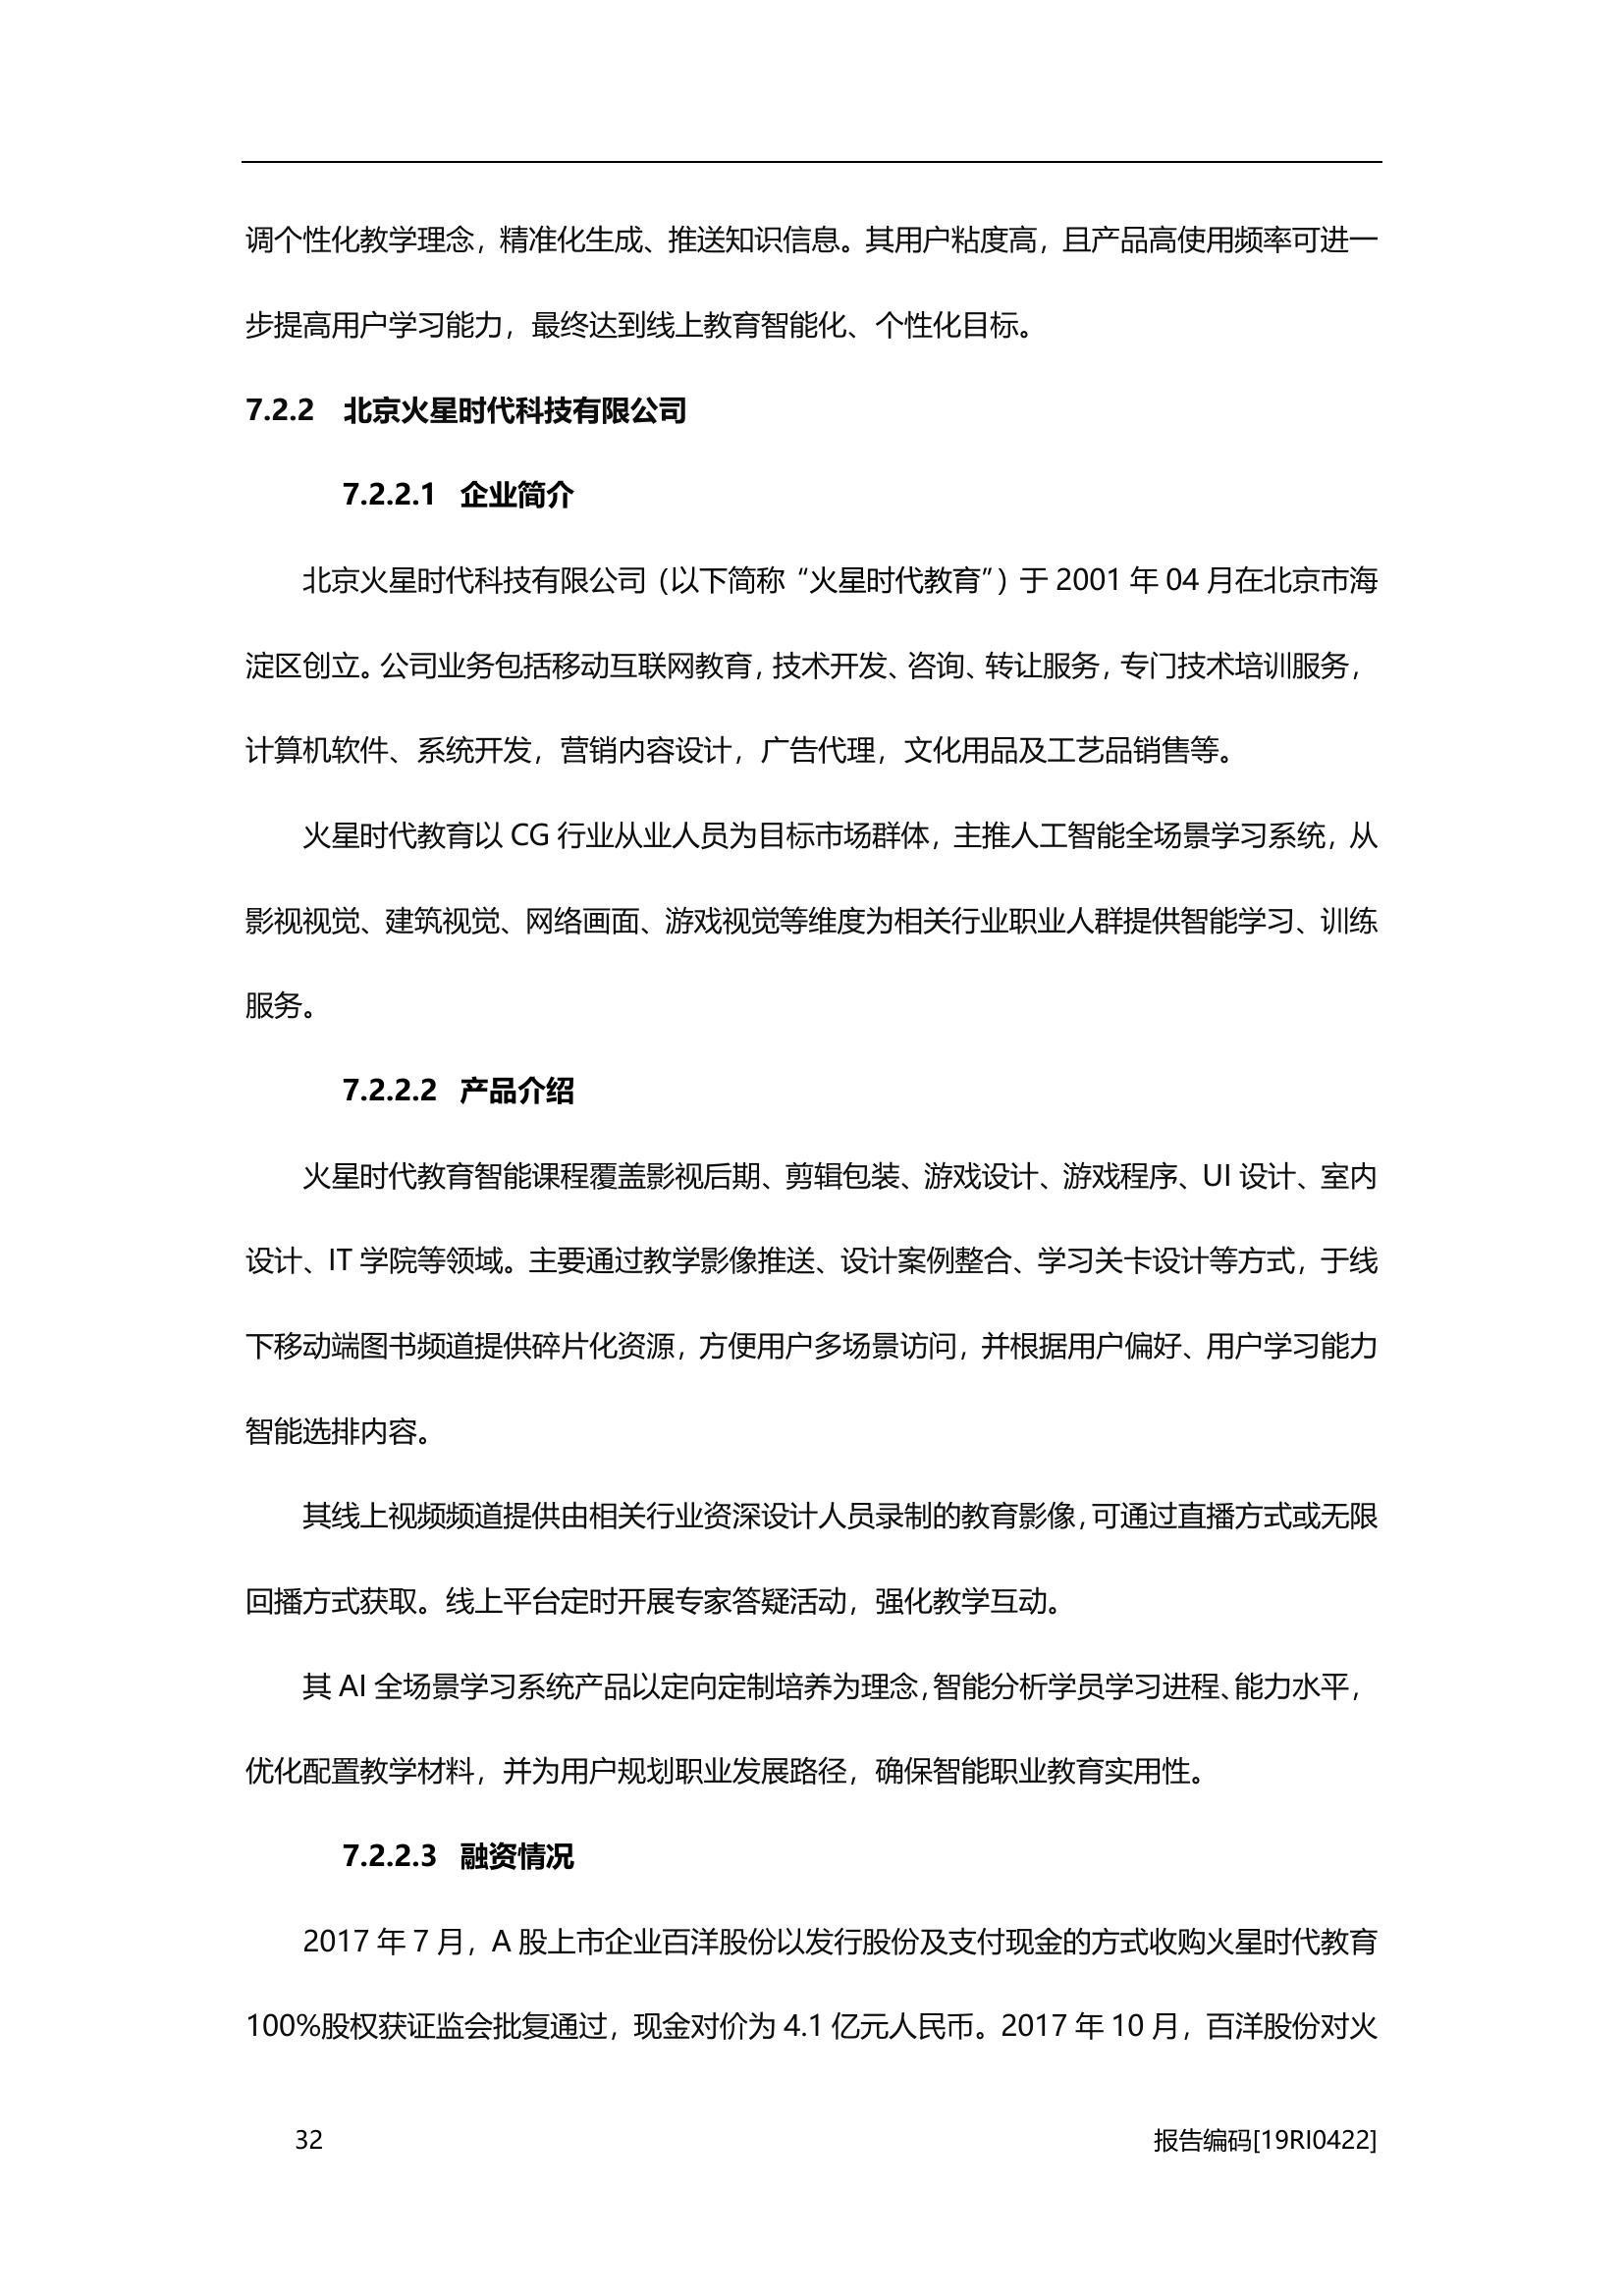 调个性化教学理念，精准化生成、推送知识信息。其用户粘度高，且产品高使用频率可进一
步提高用户学习能力，最终达到线上教育智能化、个性化目标。
7.2.2 北京火星时代科技有限公司
7.2.2.1 企业简介
北京火星时代科技有限公司（以下简称“火星时代教育”）于 2001 年 04 月在北京市海
淀区创立。公司业务包括移动互联网教育，技术开发、咨询、转让服务，专门技术培训服务，
计算机软件、系统开发，营销内容设计，广告代理，文化用品及工艺品销售等。
火星时代教育以 CG 行业从业人员为目标市场群体，主推人工智能全场景学习系统，从
影视视觉、建筑视觉、网络画面、游戏视觉等维度为相关行业职业人群提供智能学习、训练
服务。
7.2.2.2 产品介绍
火星时代教育智能课程覆盖影视后期、剪辑包装、游戏设计、游戏程序、UI 设计、室内
设计、IT 学院等领域。主要通过教学影像推送、设计案例整合、学习关卡设计等方式，于线
下移动端图书频道提供碎片化资源，方便用户多场景访问，并根据用户偏好、用户学习能力
智能选排内容。
其线上视频频道提供由相关行业资深设计人员录制的教育影像，可通过直播方式或无限
回播方式获取。线上平台定时开展专家答疑活动，强化教学互动。
其 AI 全场景学习系统产品以定向定制培养为理念，智能分析学员学习进程、能力水平，
优化配置教学材料，并为用户规划职业发展路径，确保智能职业教育实用性。
7.2.2.3 融资情况
2017 年 7 月，A 股上市企业百洋股份以发行股份及支付现金的方式收购火星时代教育
100%股权获证监会批复通过，现金对价为 4.1 亿元人民币。2017 年 10 月，百洋股份对火
32 报告编码[19RI0422]